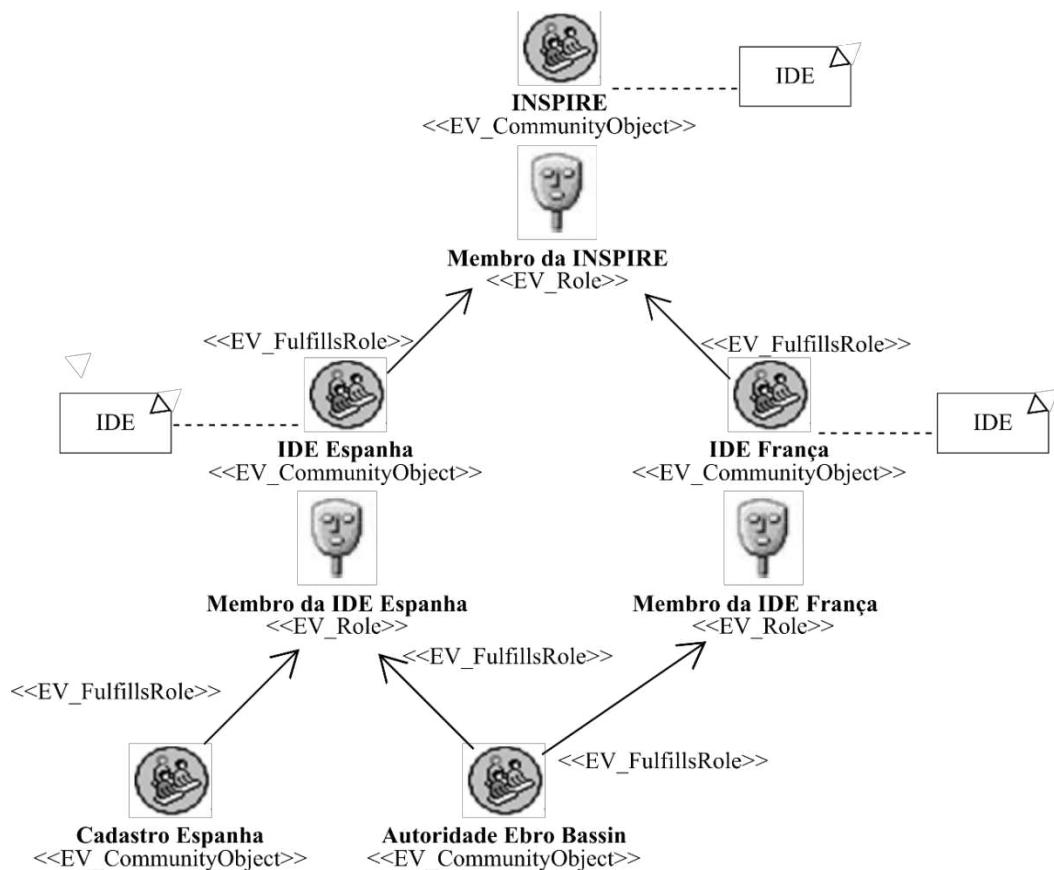 IDE
INSPIRE
<<EV_CommunityObject>>
Membro da INSPIRE
<<EV_Role>>
<<EV_FulfillsRole>>
<<EV_FulfillsRole>>
IDE
IDE
IDE Espanha
<<EV_CommunityObject>>
IDE França
<<EV_CommunityObject>>
Membro da IDE Espanha
<<EV_Role>>
Membro da IDE França
<<EV_Role>>
<<EV_FulfillsRole>>
<<EV_FulfillsRole>>
<<EV_FulfillsRole>>
Cadastro Espanha
<<EV_CommunityObject>>
Autoridade Ebro Bassin
<<EV_CommunityObject>>